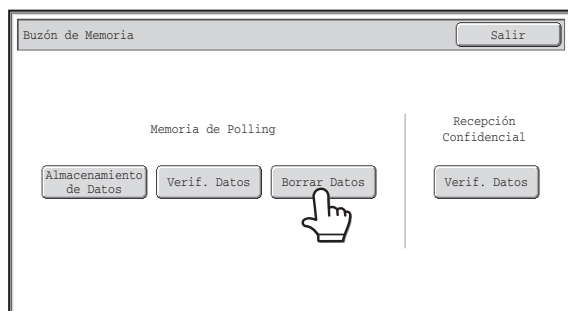 Buzón de Memoria
Salir
Memoria de Polling
Recepción
Confidencial
Almacenamiento
de Datos
Verif. Datos
Borrar Datos
Verif. Datos